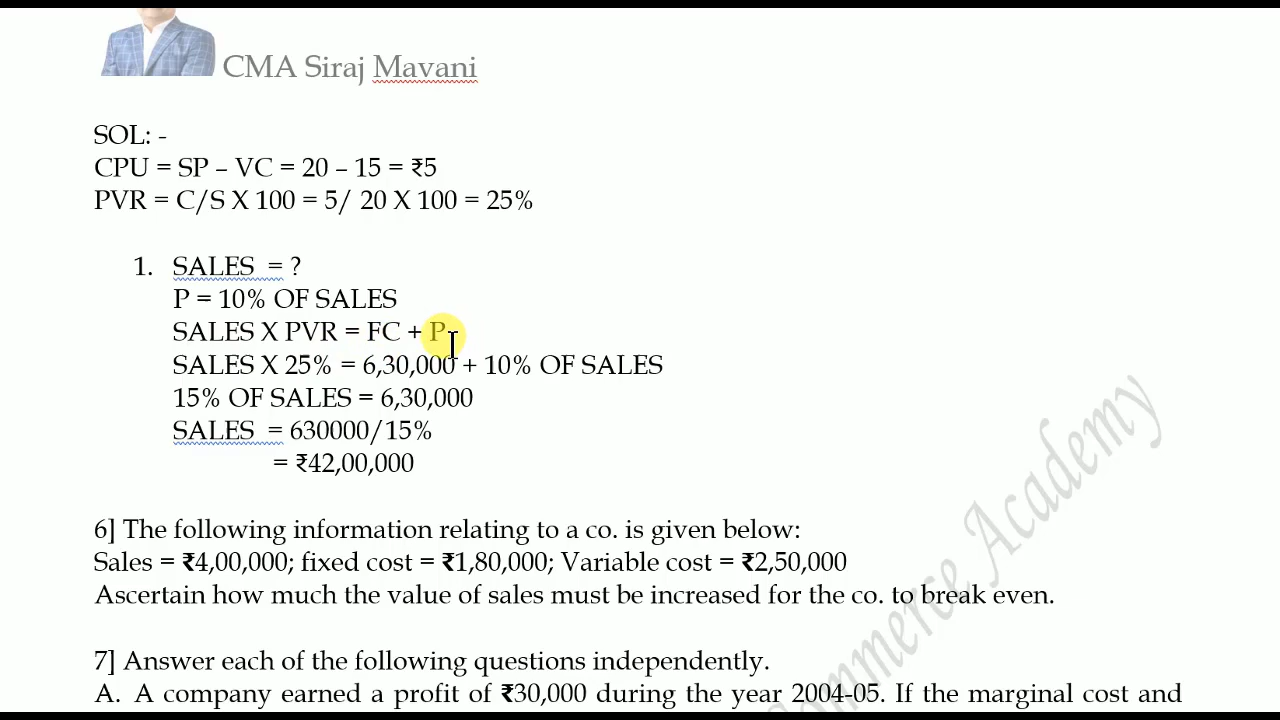 CMA Siraj Mavani
SOL: -
CPU = SP – VC = 20 – 15 = ₹5
PVR = C/S X 100 = 5/ 20 X 100 = 25%
1. SALES = ?
P = 10% OF SALES
SALES X PVR = FC + P
SALES X 25% = 6,30,000 + 10% OF SALES
15% OF SALES = 6,30,000
SALES = 630000/15%
= ₹42,00,000
6] The following information relating to a co. is given below:
Sales = ₹4,00,000; fixed cost = ₹1,80,000; Variable cost = ₹2,50,000
Ascertain how much the value of sales must be increased for the co. to break even.
7] Answer each of the following questions independently.
A. A company earned a profit of ₹30,000 during the year 2004-05. If the marginal cost and
Academy